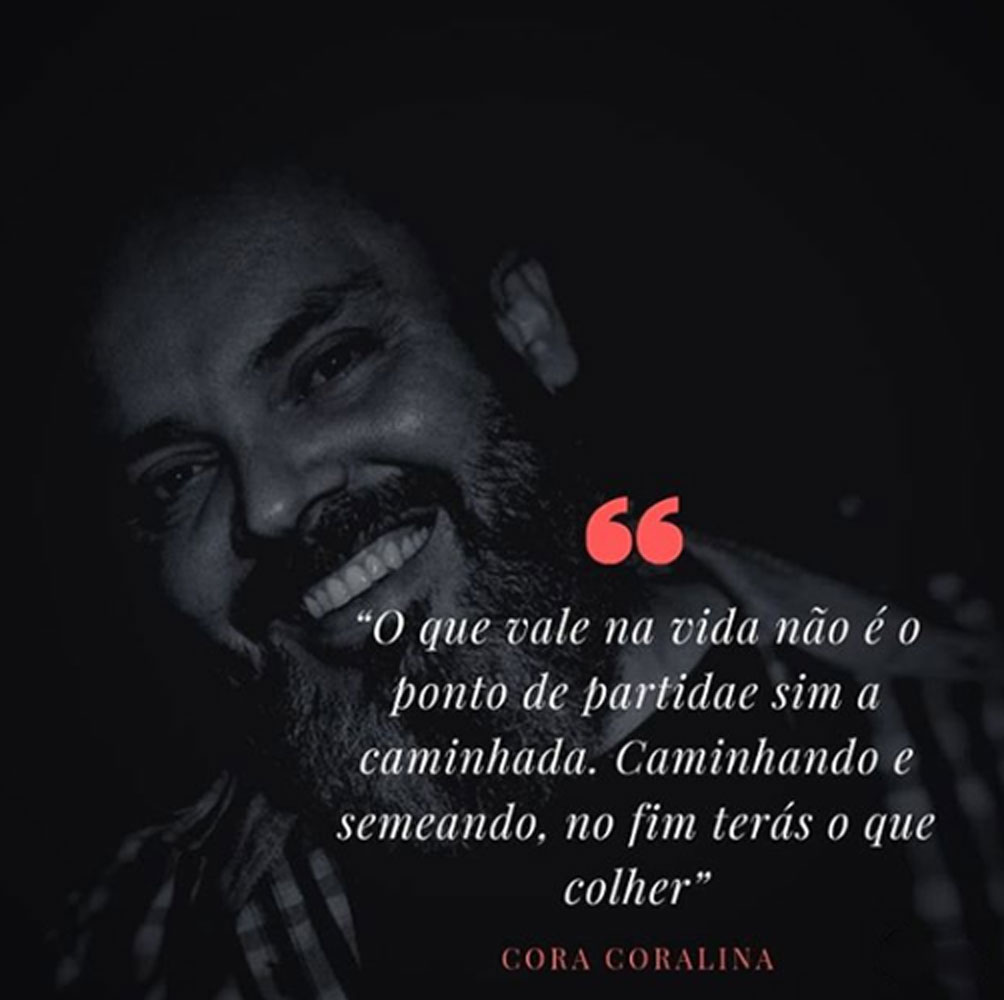 ❝
“O que vale na vida não é o
ponto de partidae sim a
caminhada. Caminhando e
semeando, no fim terás o que
colher”
CORA CORALINA